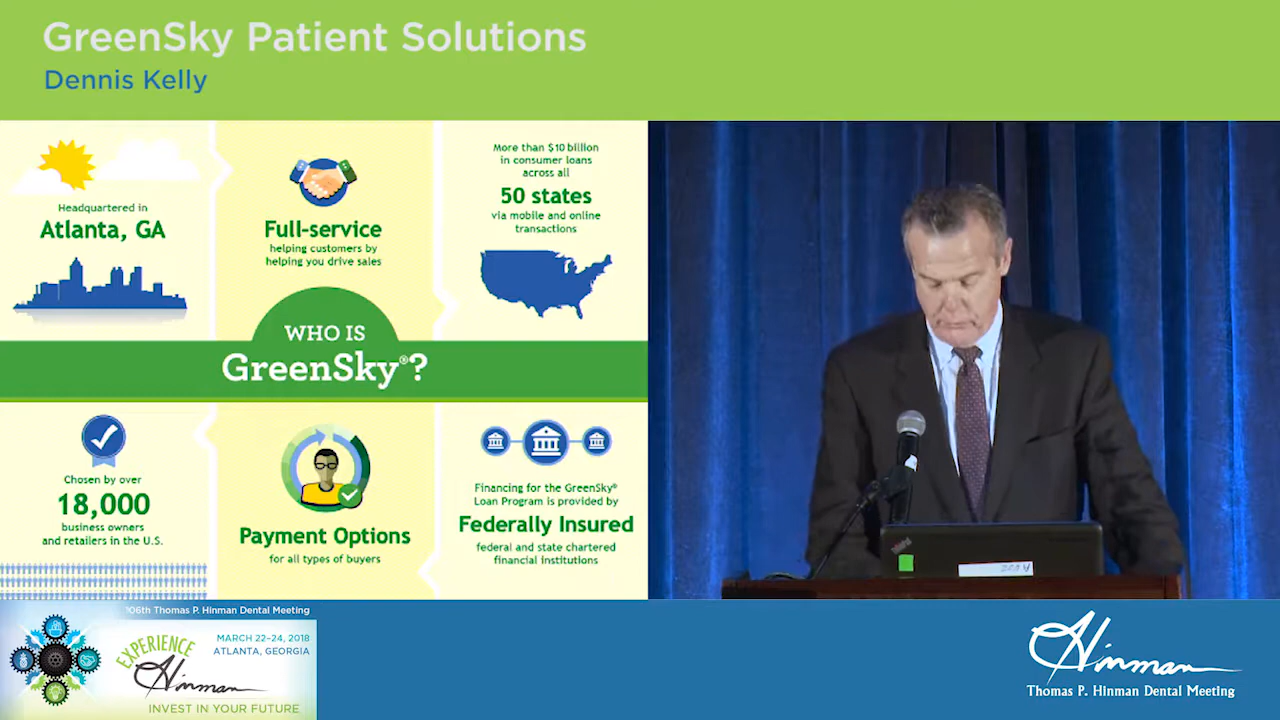 GreenSky Patient Solutions
Dennis Kelly
Headquartered in
Atlanta, GA
Full-service
helping customers by
helping you drive sales
More than $10 billion
in consumer loans
across all
50 states
via mobile and online
transactions
WHO IS
GreenSky®?
Chosen by over
18,000
business owners
and retailers in the U.S.
Payment Options
for all types of buyers
Financing for the GreenSky®
Loan Program is provided by
Federally Insured
federal and state chartered
financial institutions
106th Thomas P. Hinman Dental Meeting
MARCH 22–24, 2018
ATLANTA, GEORGIA
EXPERIENCE
Hinman
INVEST IN YOUR FUTURE
Hinman
Thomas P. Hinman Dental Meeting